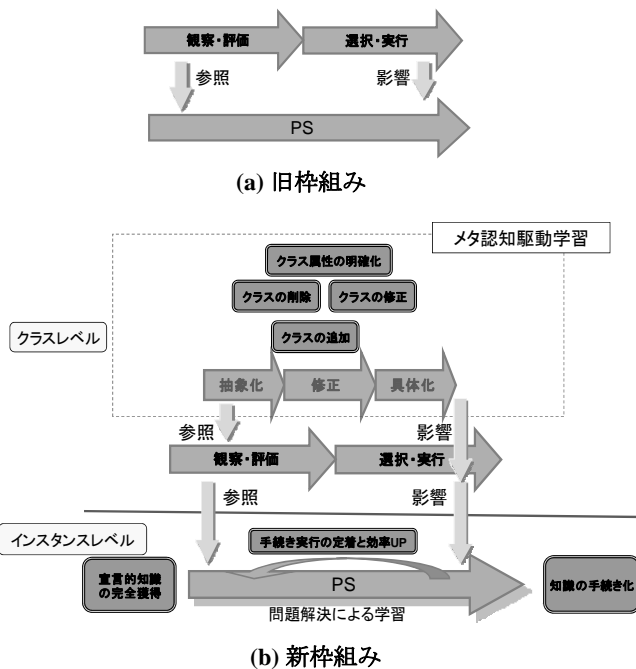 観察・評価
選択・実行
参照
影響
PS
(a) 旧枠組み
メタ認知駆動学習
クラス属性の明確化
クラスの削除
クラスの修正
クラスレベル
クラスの追加
抽象化
修正
具体化
参照
影響
観察・評価
選択・実行
参照
影響
インスタンスレベル
手続き実行の定着と効率UP
宣言的知識
の完全獲得
PS
知識の手続き化
問題解決による学習
(b) 新枠組み